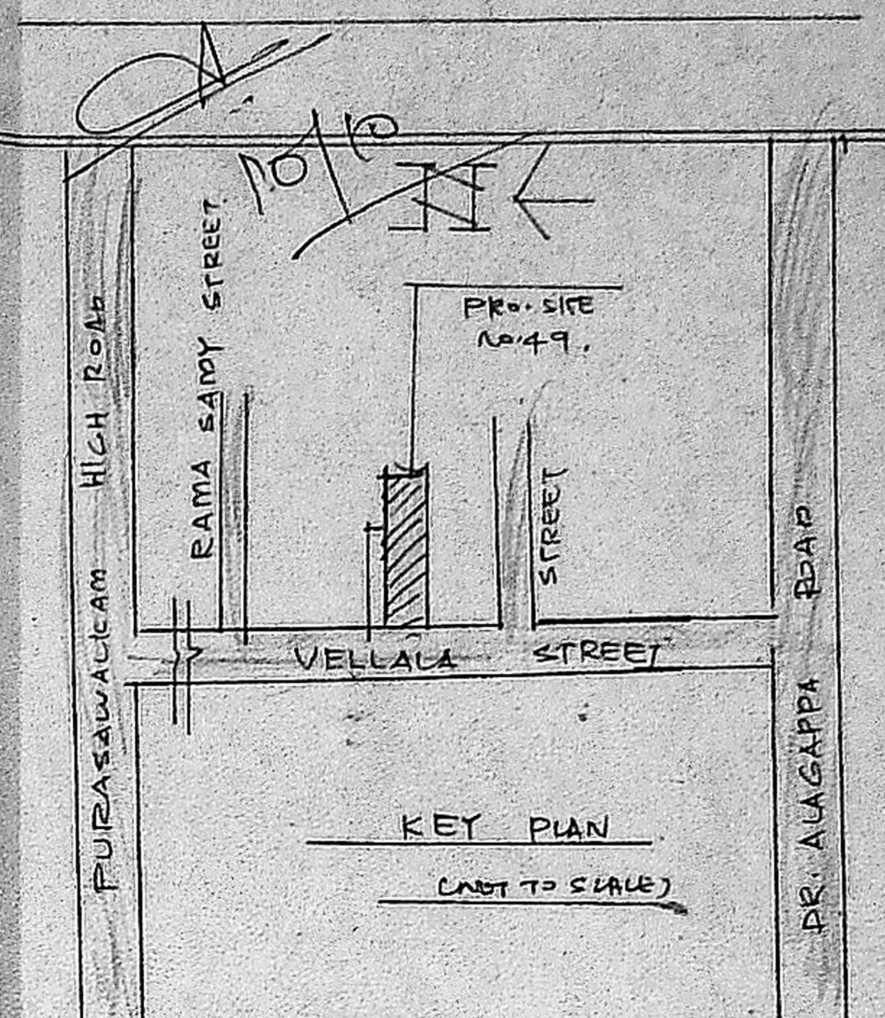 N
PRO. SITE
No.49.
RAMA SAMY STREET
PURASAWALKAM HIGH ROAD
STREET
DR. ALAGAPPA ROAD
VELLALA STREET
KEY PLAN
(NOT TO SCALE)